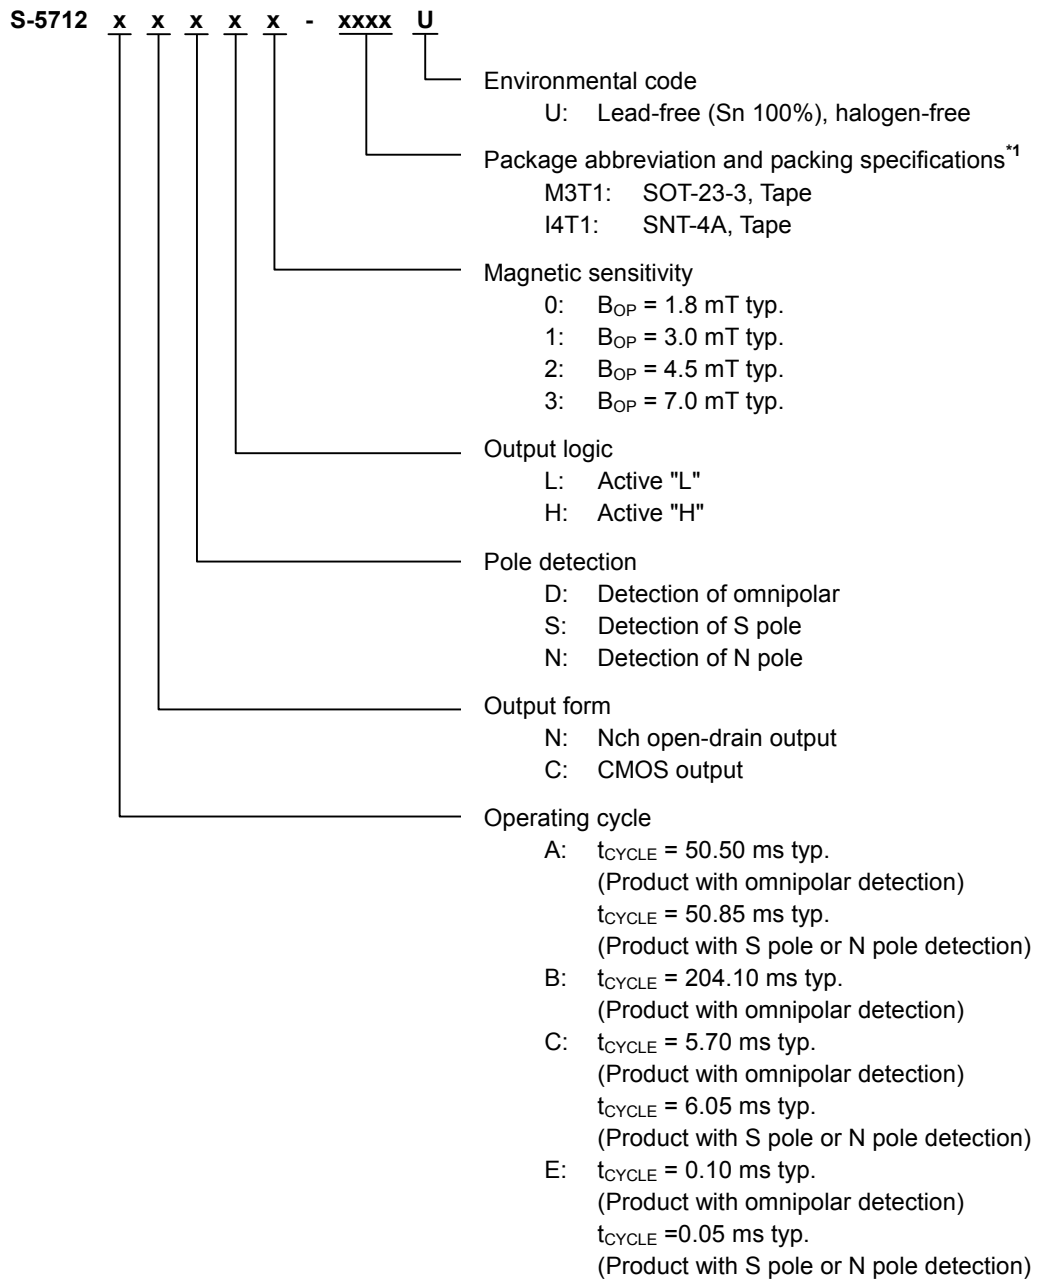 S-5712 x x x x x - xxxx U
Environmental code
U: Lead-free (Sn 100%), halogen-free
Package abbreviation and packing specifications*1
M3T1: SOT-23-3, Tape
I4T1: SNT-4A, Tape
Magnetic sensitivity
0: BOP = 1.8 mT typ.
1: BOP = 3.0 mT typ.
2: BOP = 4.5 mT typ.
3: BOP = 7.0 mT typ.
Output logic
L: Active "L"
H: Active "H"
Pole detection
D: Detection of omnipolar
S: Detection of S pole
N: Detection of N pole
Output form
N: Nch open-drain output
C: CMOS output
Operating cycle
A: tCYCLE = 50.50 ms typ.
(Product with omnipolar detection)
tCYCLE = 50.85 ms typ.
(Product with S pole or N pole detection)
B: tCYCLE = 204.10 ms typ.
(Product with omnipolar detection)
C: tCYCLE = 5.70 ms typ.
(Product with omnipolar detection)
tCYCLE = 6.05 ms typ.
(Product with S pole or N pole detection)
E: tCYCLE = 0.10 ms typ.
(Product with omnipolar detection)
tCYCLE =0.05 ms typ.
(Product with S pole or N pole detection)